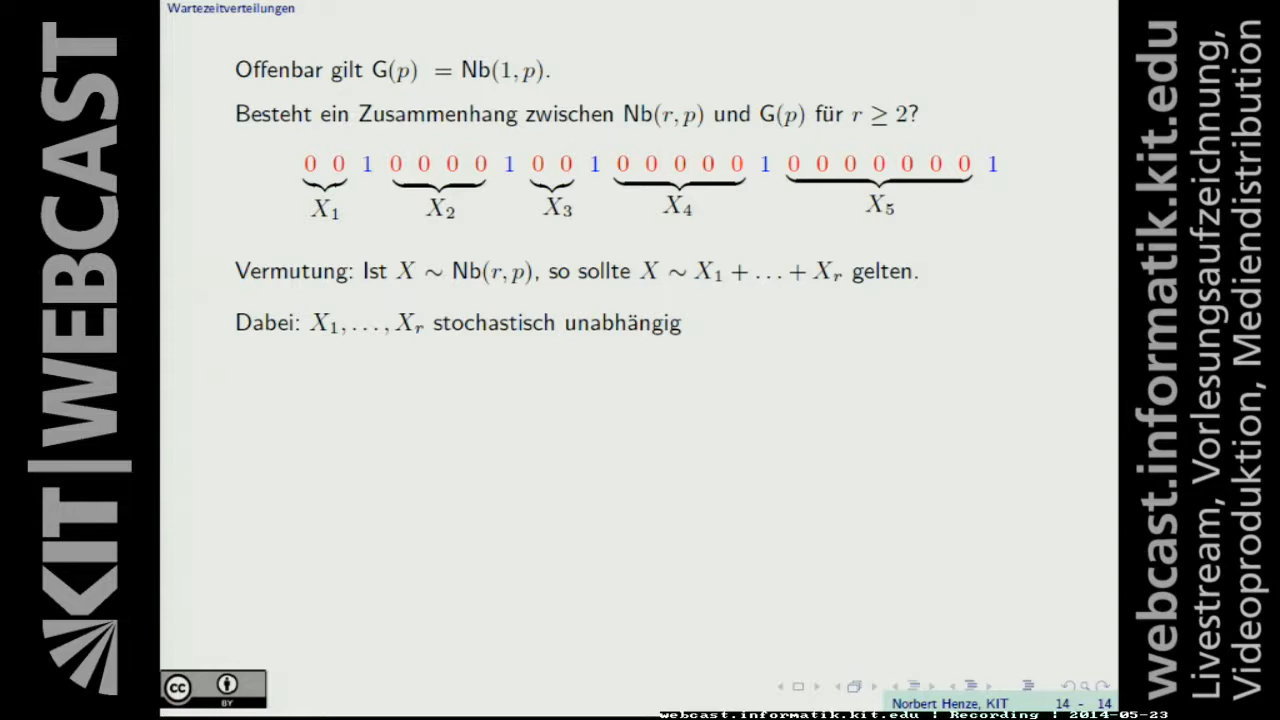 Wartezeitverteilungen
Offenbar gilt G(p) = Nb(1, p).
Besteht ein Zusammenhang zwischen Nb(r, p) und G(p) für r ≥ 2?
0 0 1 0 0 0 0 1 0 0 1 0 0 0 0 0 1 0 0 0 0 0 0 0 1
X₁ X₂ X₃ X₄ X₅
Vermutung: Ist X ∼ Nb(r, p), so sollte X ∼ X₁ + . . . + Xᵣ gelten.
Dabei: X₁, . . . , Xᵣ stochastisch unabhängig
KIT|WEBCAST
webcast.informatik.kit.edu
Livestream, Vorlesungsaufzeichnung,
Videoproduktion, Mediendistribution
cc
BY
Norbert Henze, KIT 14 - 14
webcast.informatik.kit.edu | Recording | 2014-05-23